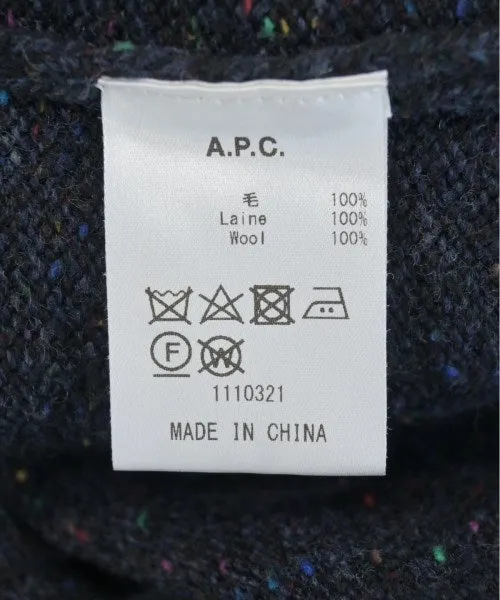 A.P.C.
毛 100%
Laine 100%
Wool 100%
F W
1110321
MADE IN CHINA